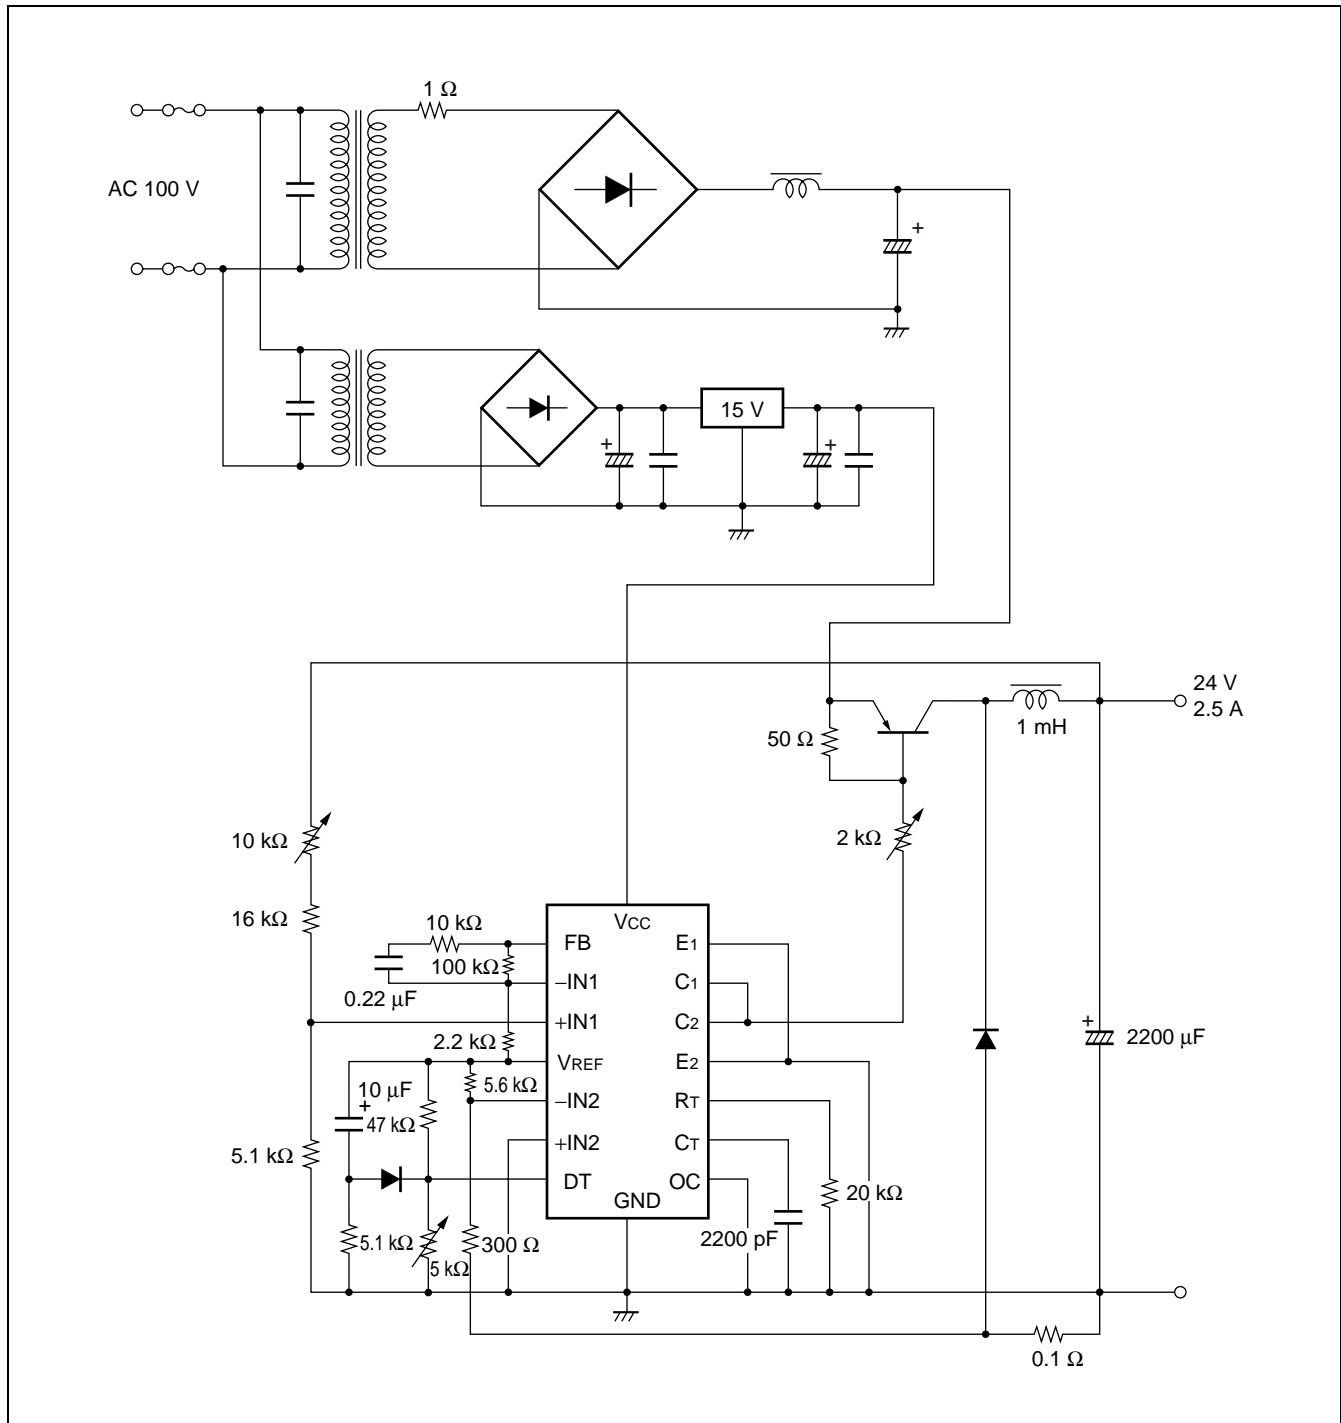 1 Ω
AC 100 V
+
+
15 V
+
24 V
2.5 A
1 mH
50 Ω
2 kΩ
10 kΩ
16 kΩ
10 kΩ
100 kΩ
0.22 μF
2.2 kΩ
5.6 kΩ
10 μF
+
47 kΩ
5.1 kΩ
5.1 kΩ
5 kΩ
300 Ω
VCC
FB
−IN1
+IN1
VREF
−IN2
+IN2
DT
GND
E1
C1
C2
E2
RT
CT
OC
20 kΩ
2200 pF
+
2200 μF
0.1 Ω